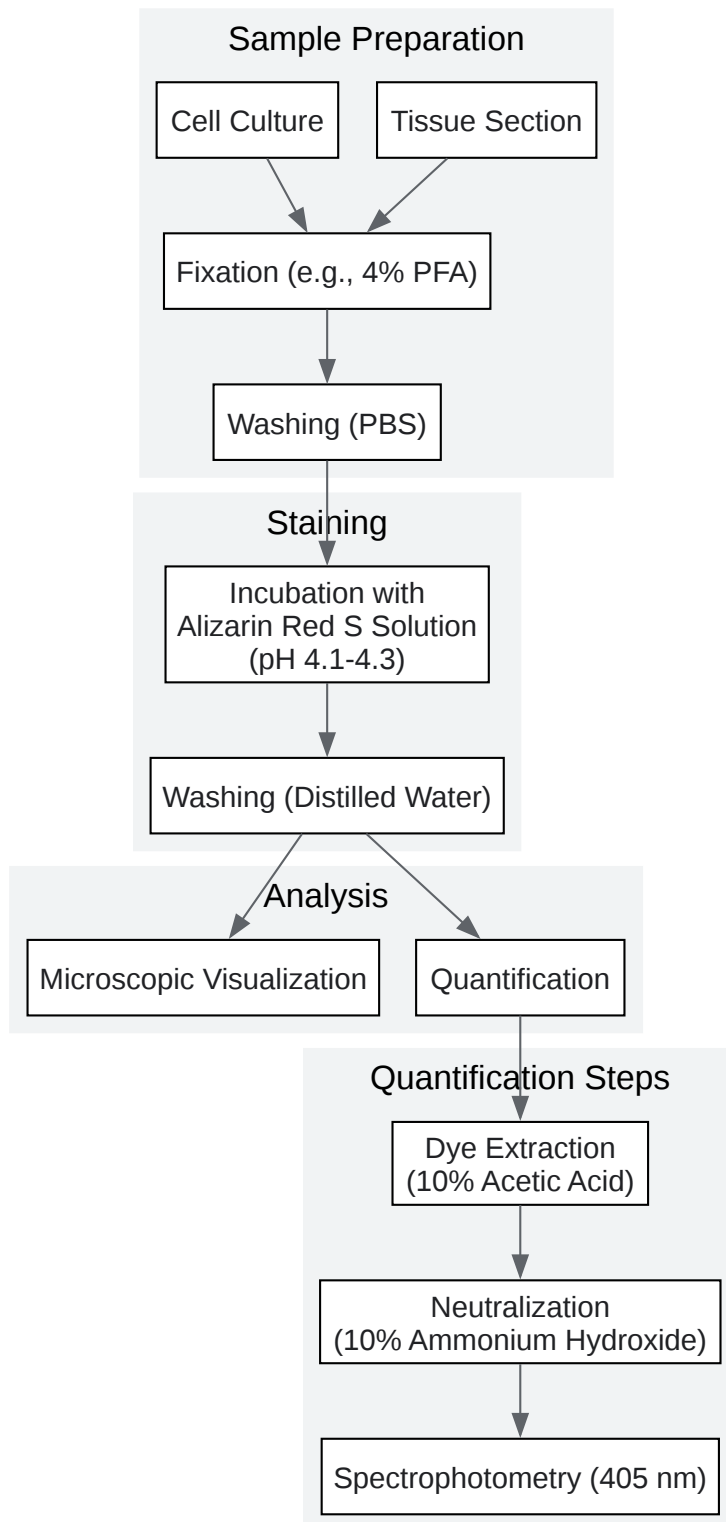 Sample Preparation
Cell Culture
Tissue Section
Fixation (e.g., 4% PFA)
Washing (PBS)
Staining
Incubation with
Alizarin Red S Solution
(pH 4.1-4.3)
Washing (Distilled Water)
Analysis
Microscopic Visualization
Quantification
Quantification Steps
Dye Extraction
(10% Acetic Acid)
Neutralization
(10% Ammonium Hydroxide)
Spectrophotometry (405 nm)